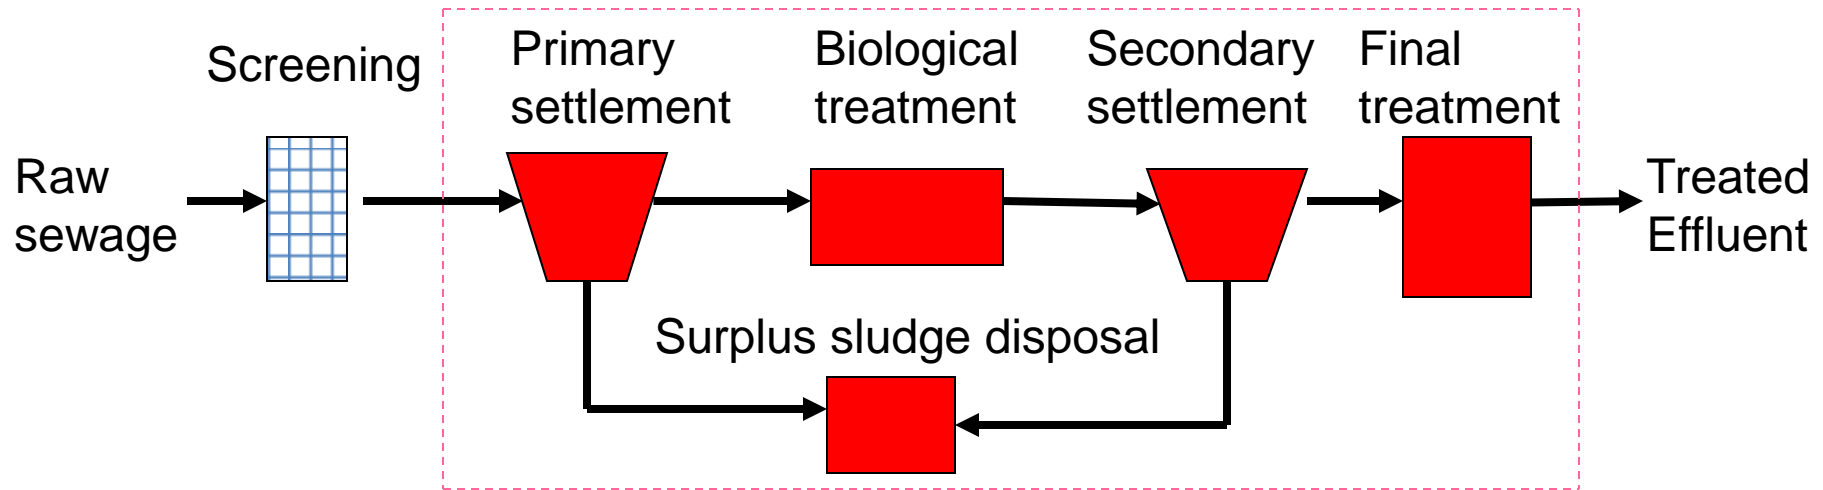 Raw
sewage
Screening
Primary
settlement
Biological
treatment
Secondary
settlement
Final
treatment
Treated
Effluent
Surplus sludge disposal